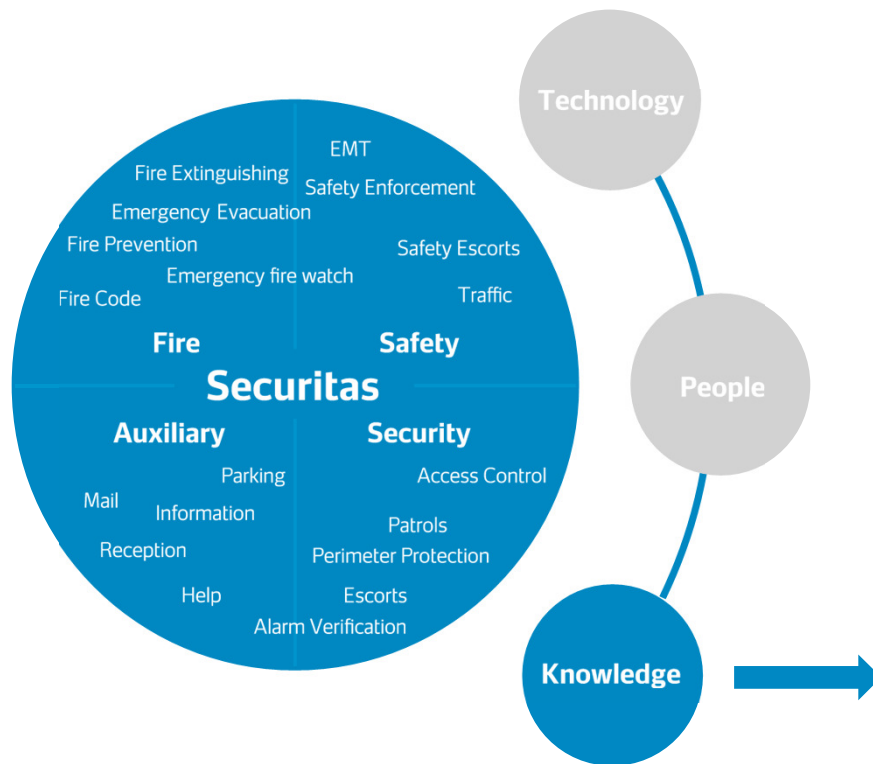 Technology
EMT
Fire Extinguishing
Safety Enforcement
Emergency Evacuation
Fire Prevention
Safety Escorts
Emergency fire watch
Fire Code
Traffic
Fire
Safety
Securitas
People
Auxiliary
Security
Parking
Access Control
Mail
Information
Patrols
Reception
Perimeter Protection
Help
Escorts
Alarm Verification
Knowledge